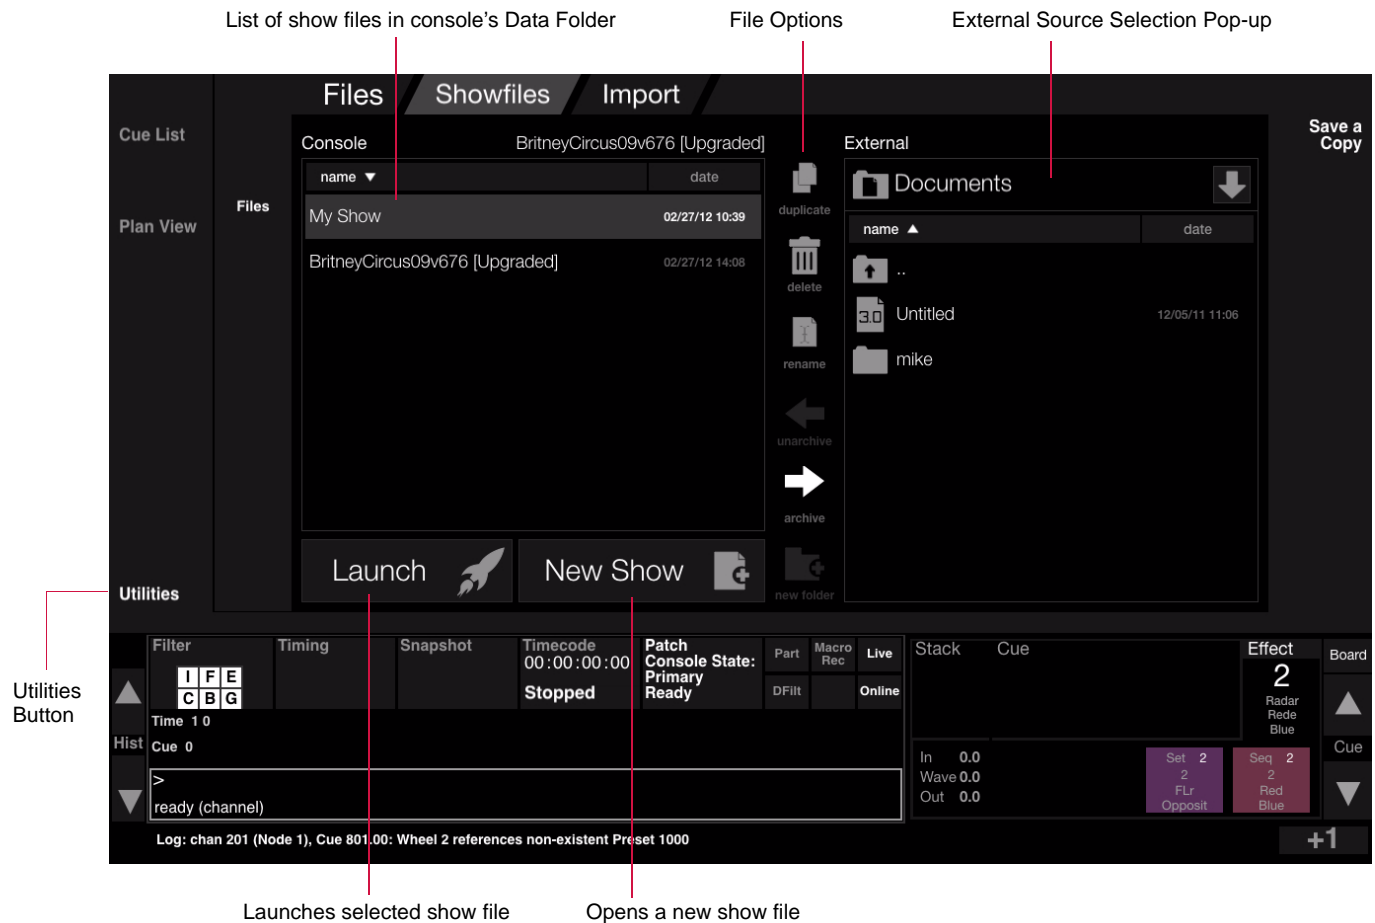 List of show files in console's Data Folder
File Options
External Source Selection Pop-up
Files
Showfiles
Import
Cue List
Plan View
Utilities
Files
Save a
Copy
Console
BritneyCircus09v676 [Upgraded]
name ▼
date
My Show
02/27/12 10:39
BritneyCircus09v676 [Upgraded]
02/27/12 14:08
Launch
New Show
duplicate
delete
rename
unarchive
archive
new folder
External
Documents
name ▲
date
..
3.0
Untitled
12/05/11 11:06
mike
Utilities
Button
Filter
I F E
C B G
Timing
Snapshot
Timecode
00:00:00:00
Stopped
Patch
Console State:
Primary
Ready
Part
Macro
Rec
Live
DFilt
Online
Time 1 0
Hist
Cue 0
>
ready (channel)
Log: chan 201 (Node 1), Cue 801.00: Wheel 2 references non-existent Preset 1000
Stack
Cue
Effect
2
Radar
Rede
Blue
In 0.0
Wave 0.0
Out 0.0
Set 2
2
FLr
Opposit
Seq 2
2
Red
Blue
Board
Cue
+1
Launches selected show file
Opens a new show file